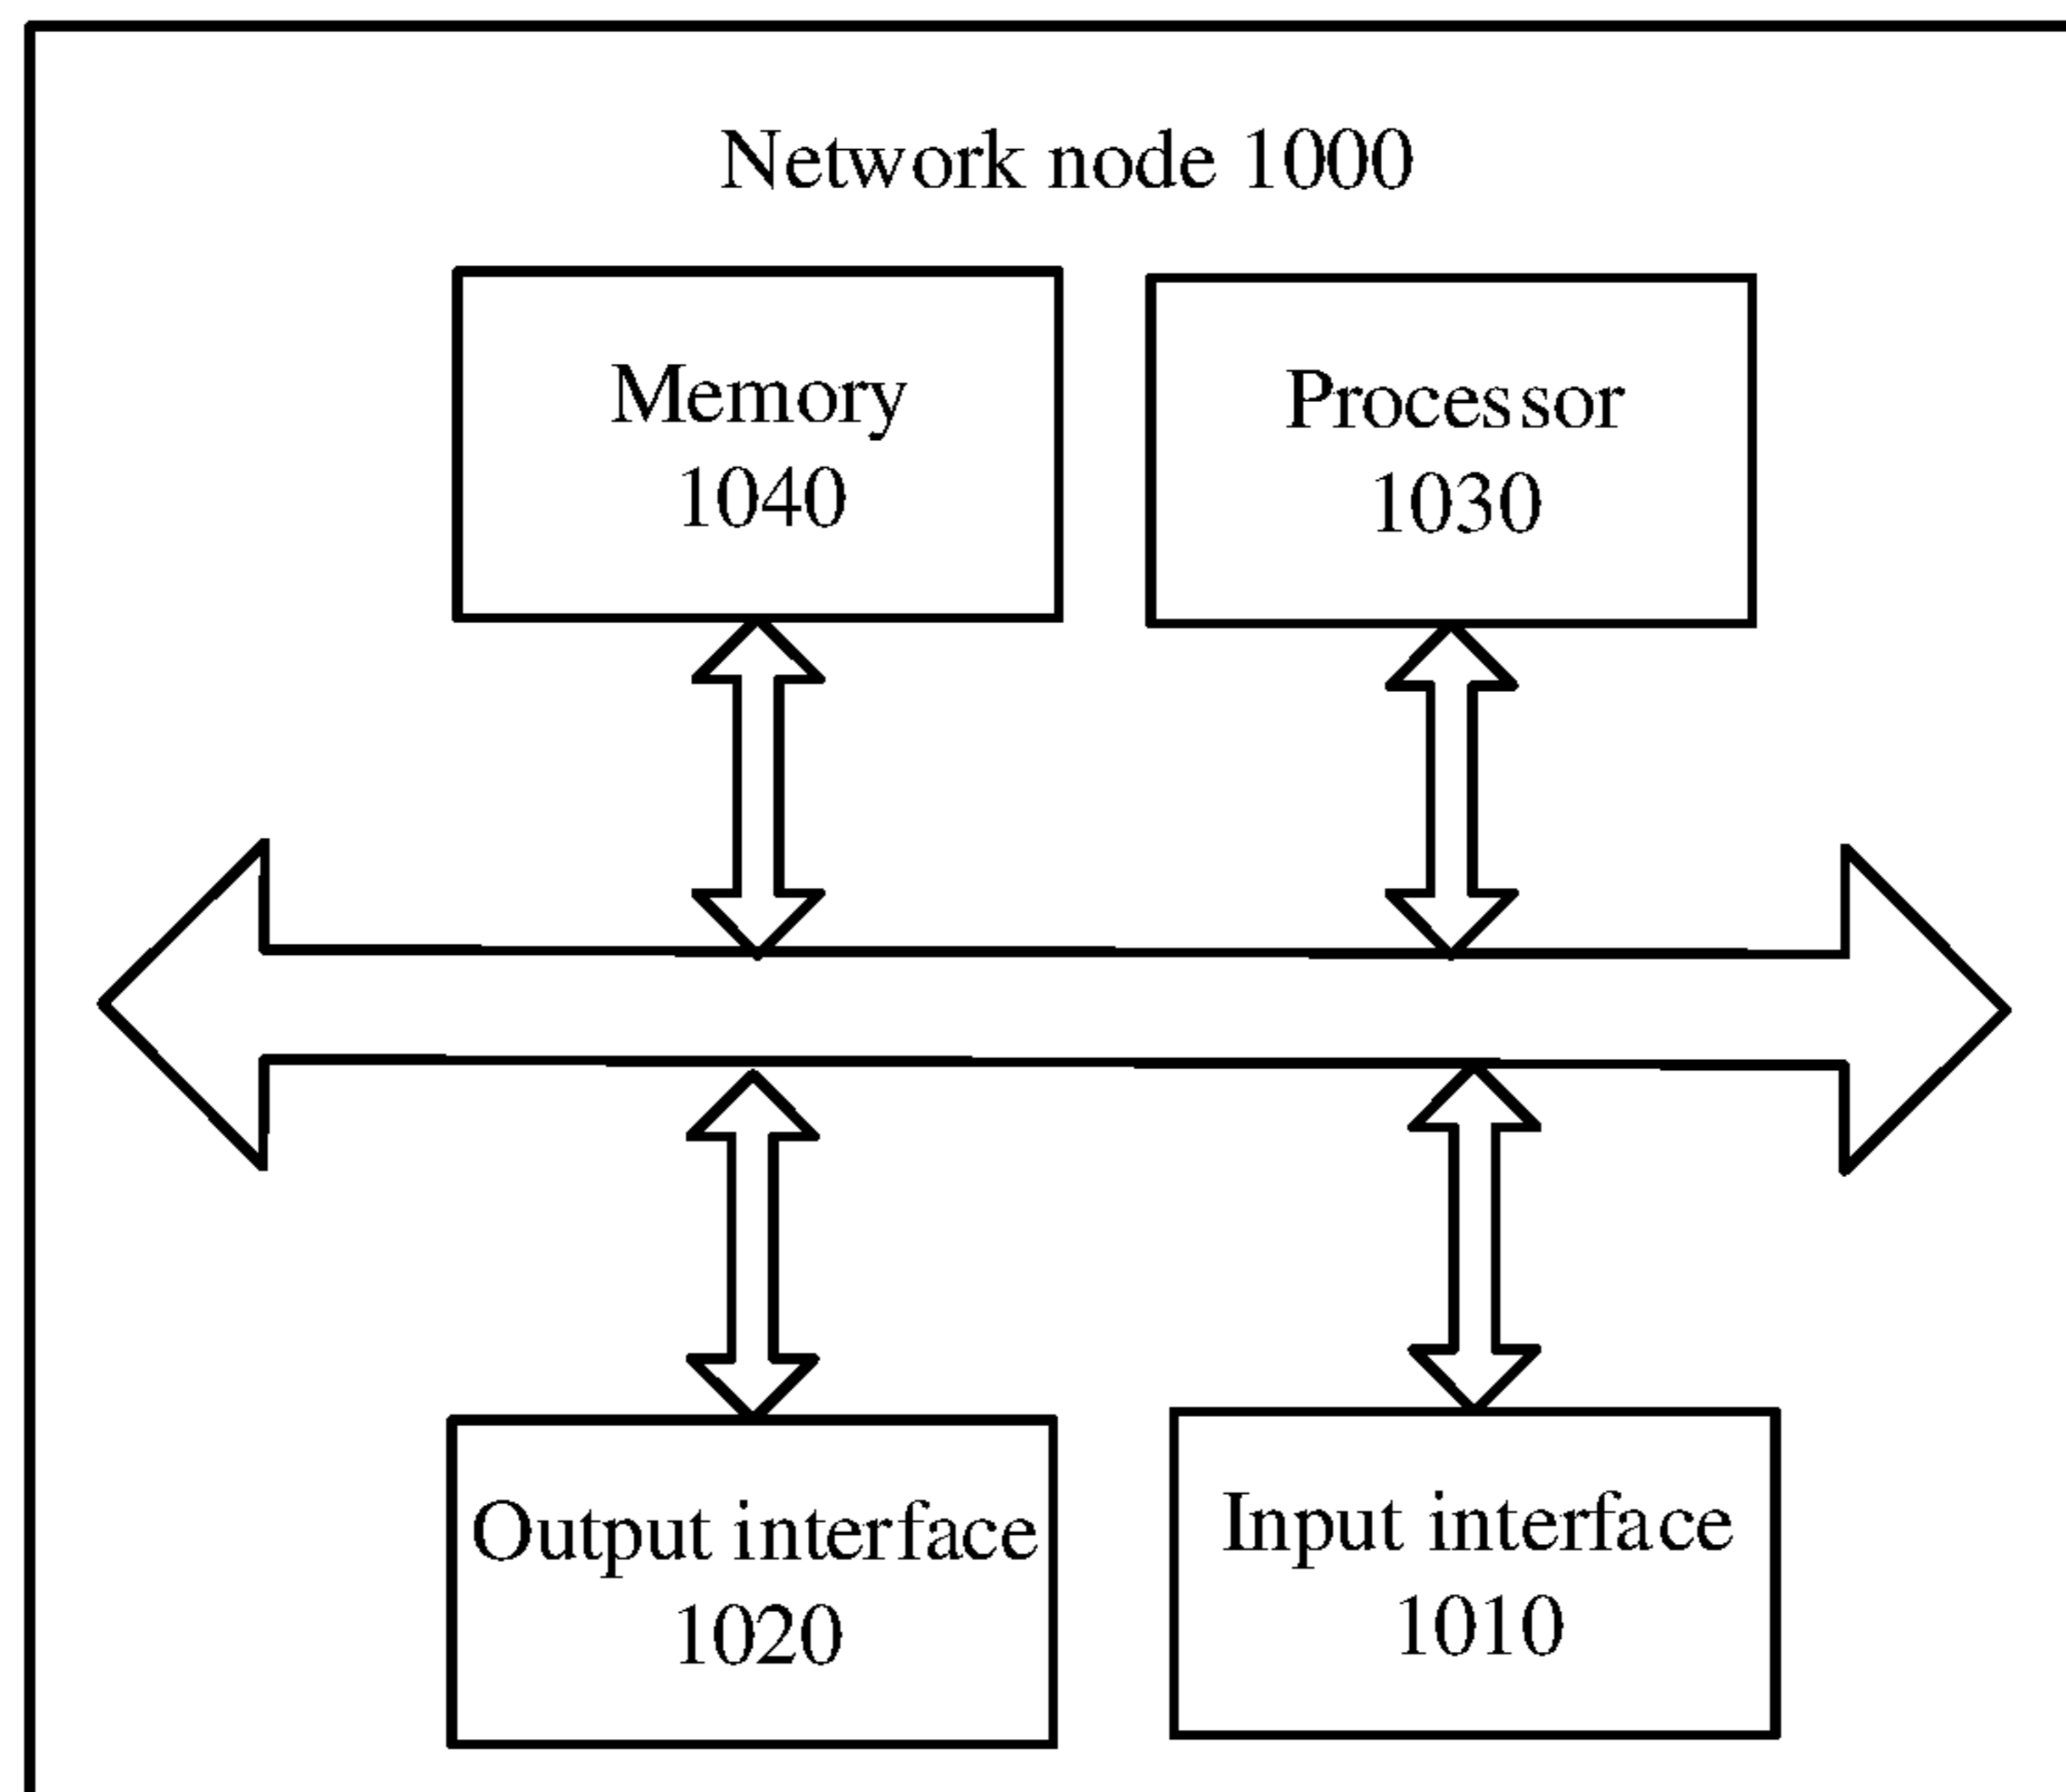 Network node 1000
Memory
1040
Processor
1030
Output interface
1020
Input interface
1010